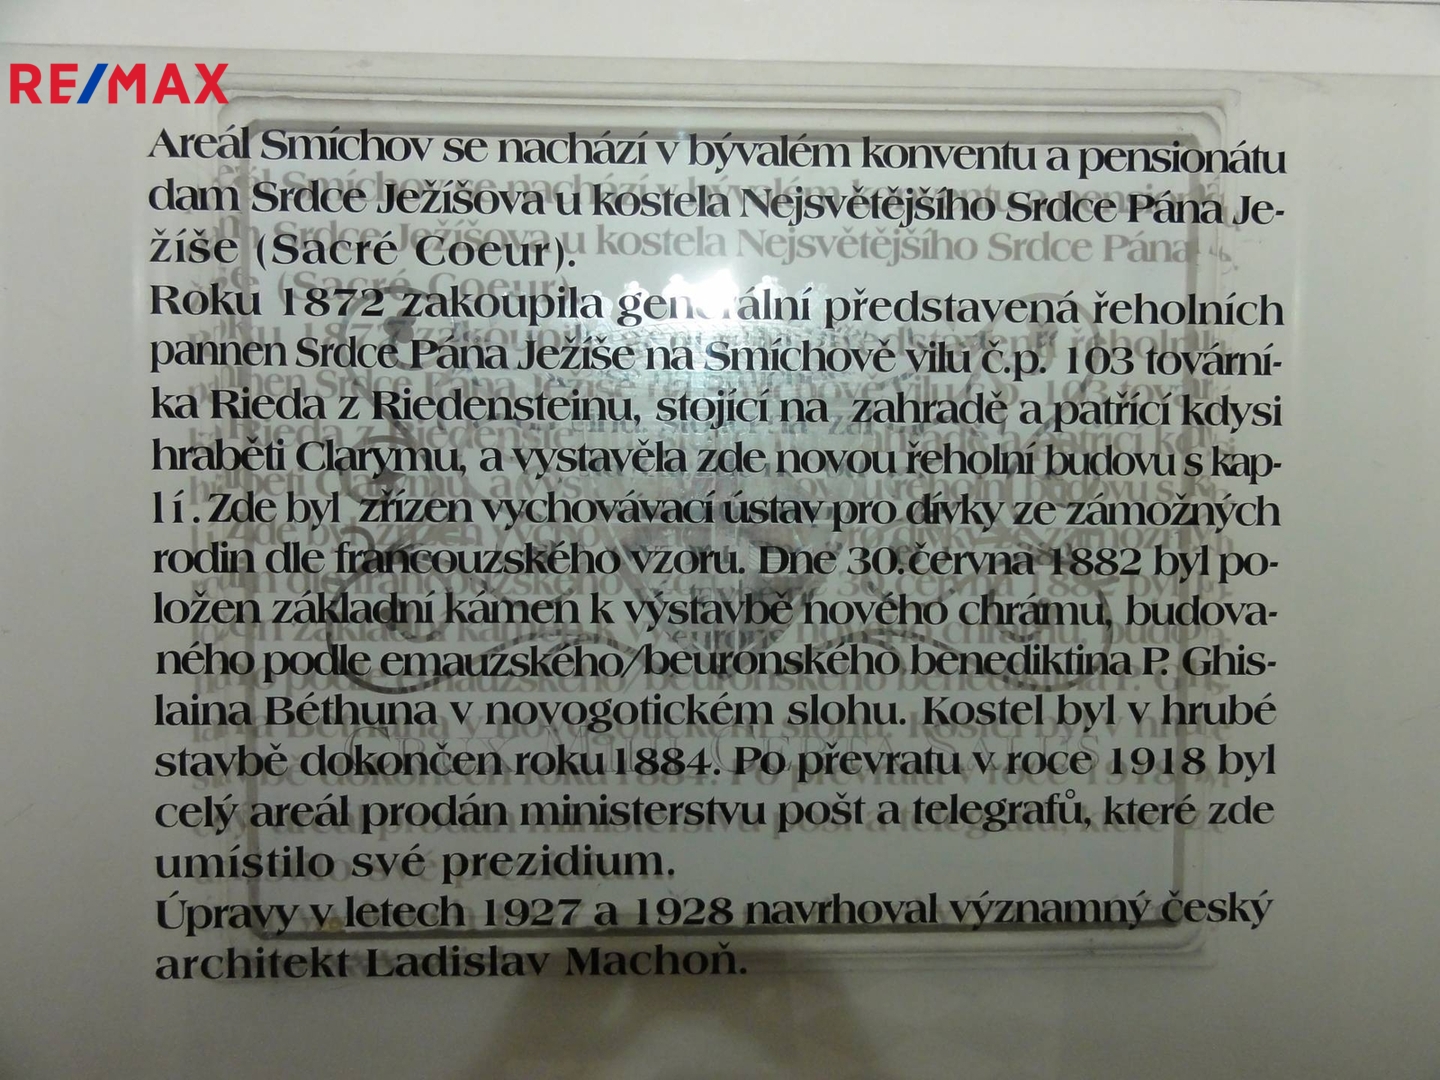 RE/MAX
Areál Smíchov se nachází v bývalém konventu a pensionátu
dam Srdce Ježíšova u kostela Nejsvětějšího Srdce Pána Je-
žíše (Sacré Coeur).
Roku 1872 zakoupila generální představená řeholních
pannen Srdce Pána Ježíše na Smíchově vilu č.p. 103 tovární-
ka Rieda z Riedensteinu, stojící na zahradě a patřící kdysi
hraběti Clarymu, a vystavěla zde novou řeholní budovu s kap-
lí. Zde byl zřízen vychovávací ústav pro dívky ze zámožných
rodin dle francouzského vzoru. Dne 30.června 1882 byl po-
ložen základní kámen k výstavbě nového chrámu, budova-
ného podle emauzského/beuronského benediktina P. Ghis-
laina Béthuna v novogotickém slohu. Kostel byl v hrubé
stavbě dokončen roku 1884. Po převratu v roce 1918 byl
celý areál prodán ministerstvu pošt a telegrafů, které zde
umístilo své prezidium.
Úpravy v letech 1927 a 1928 navrhoval významný český
architekt Ladislav Machoň.